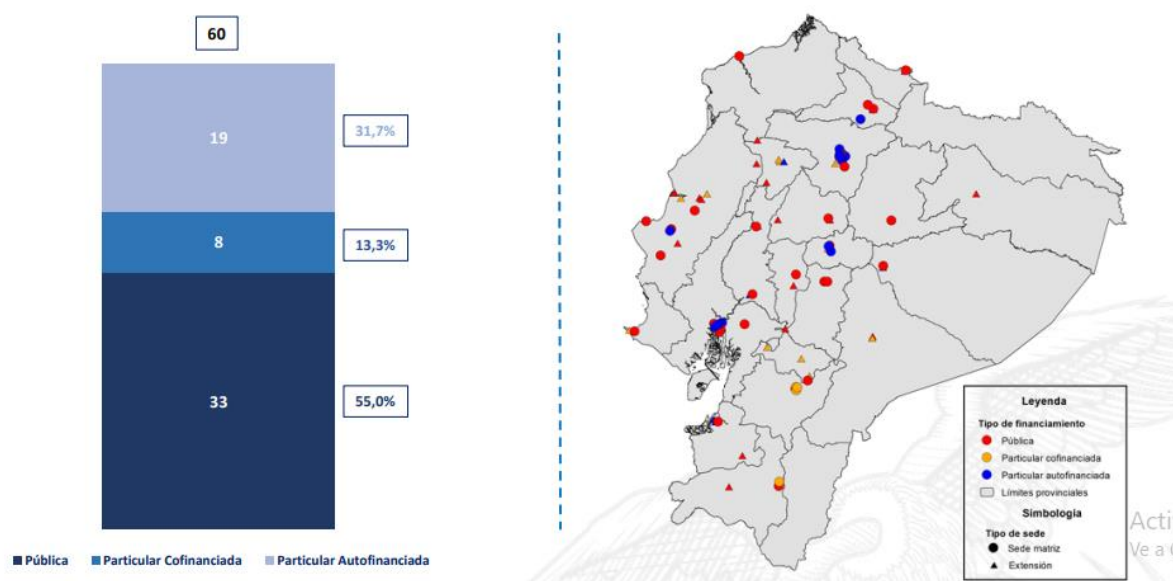 60
19
31,7%
8
13,3%
33
55,0%
Pública Particular Cofinanciada Particular Autofinanciada
Leyenda
Tipo de financiamiento
Pública
Particular cofinanciada
Particular autofinanciada
Límites provinciales
Simbología
Tipo de sede
Sede matriz
Extensión
Acti
Ve a C